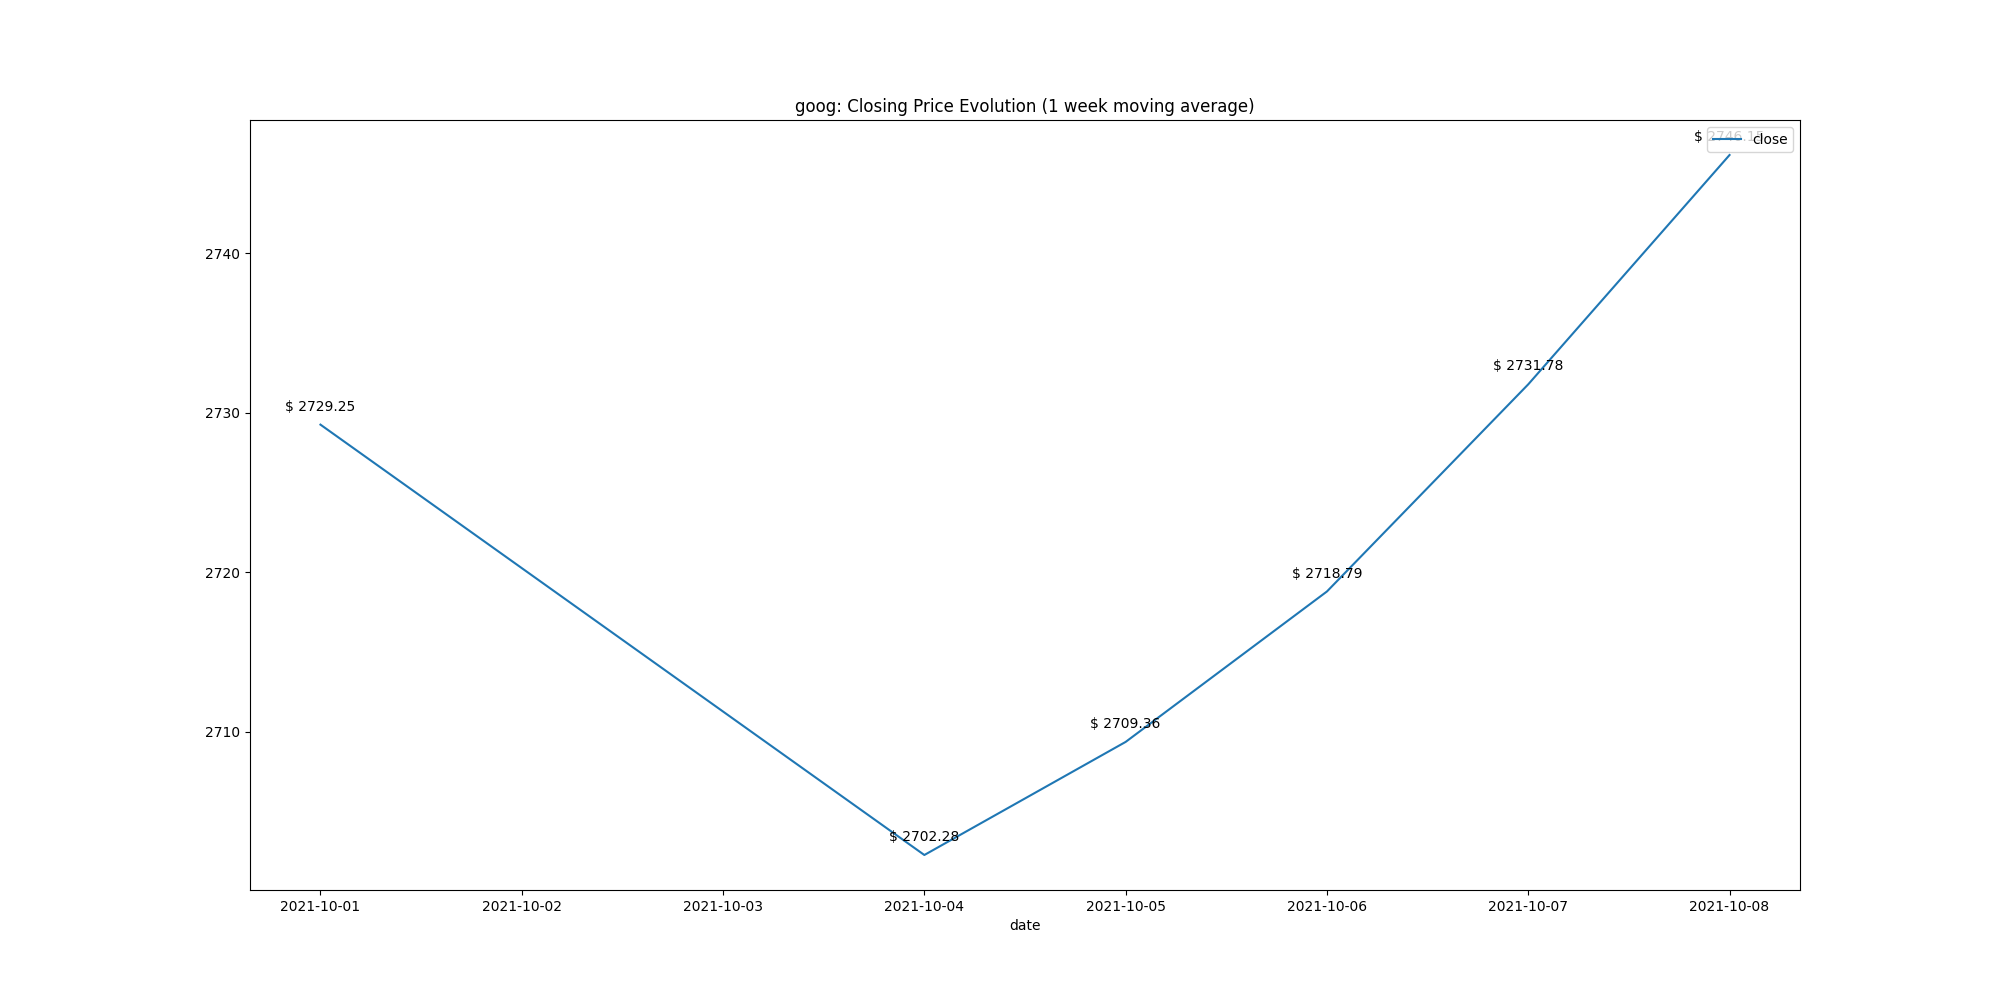 goog: Closing Price Evolution (1 week moving average)
close
$ 2731.78
$ 2729.25
$ 2718.79
$ 2709.36
$ 2702.28
2740
2730
2720
2710
2021-10-01 2021-10-02 2021-10-03 2021-10-04 2021-10-05 2021-10-06 2021-10-07 2021-10-08
date